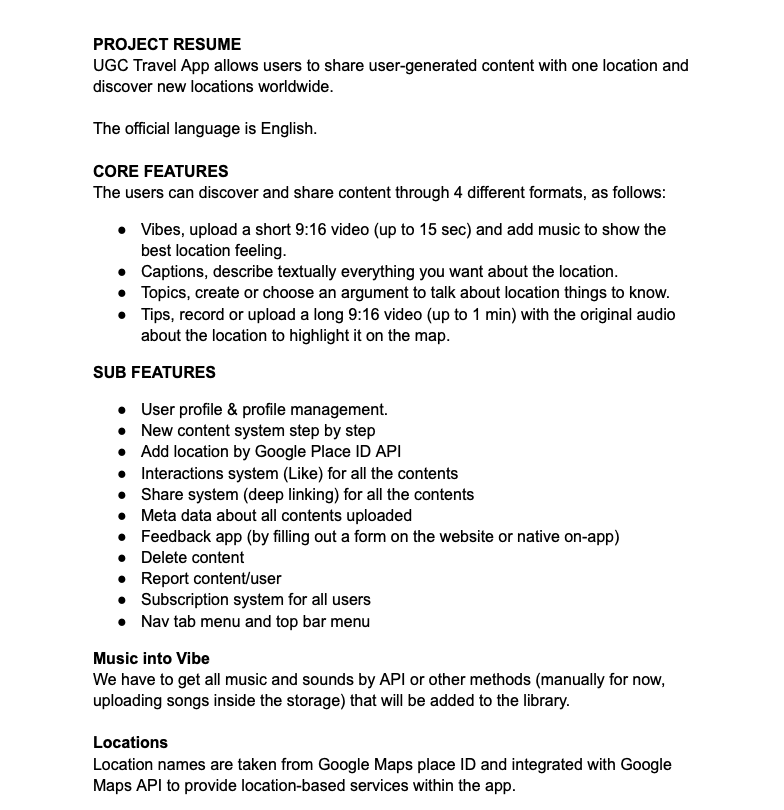 PROJECT RESUME
UGC Travel App allows users to share user-generated content with one location and
discover new locations worldwide.
The official language is English.
CORE FEATURES
The users can discover and share content through 4 different formats, as follows:
● Vibes, upload a short 9:16 video (up to 15 sec) and add music to show the
best location feeling.
● Captions, describe textually everything you want about the location.
● Topics, create or choose an argument to talk about location things to know.
● Tips, record or upload a long 9:16 video (up to 1 min) with the original audio
about the location to highlight it on the map.
SUB FEATURES
● User profile & profile management.
● New content system step by step
● Add location by Google Place ID API
● Interactions system (Like) for all the contents
● Share system (deep linking) for all the contents
● Meta data about all contents uploaded
● Feedback app (by filling out a form on the website or native on-app)
● Delete content
● Report content/user
● Subscription system for all users
● Nav tab menu and top bar menu
Music into Vibe
We have to get all music and sounds by API or other methods (manually for now,
uploading songs inside the storage) that will be added to the library.
Locations
Location names are taken from Google Maps place ID and integrated with Google
Maps API to provide location-based services within the app.